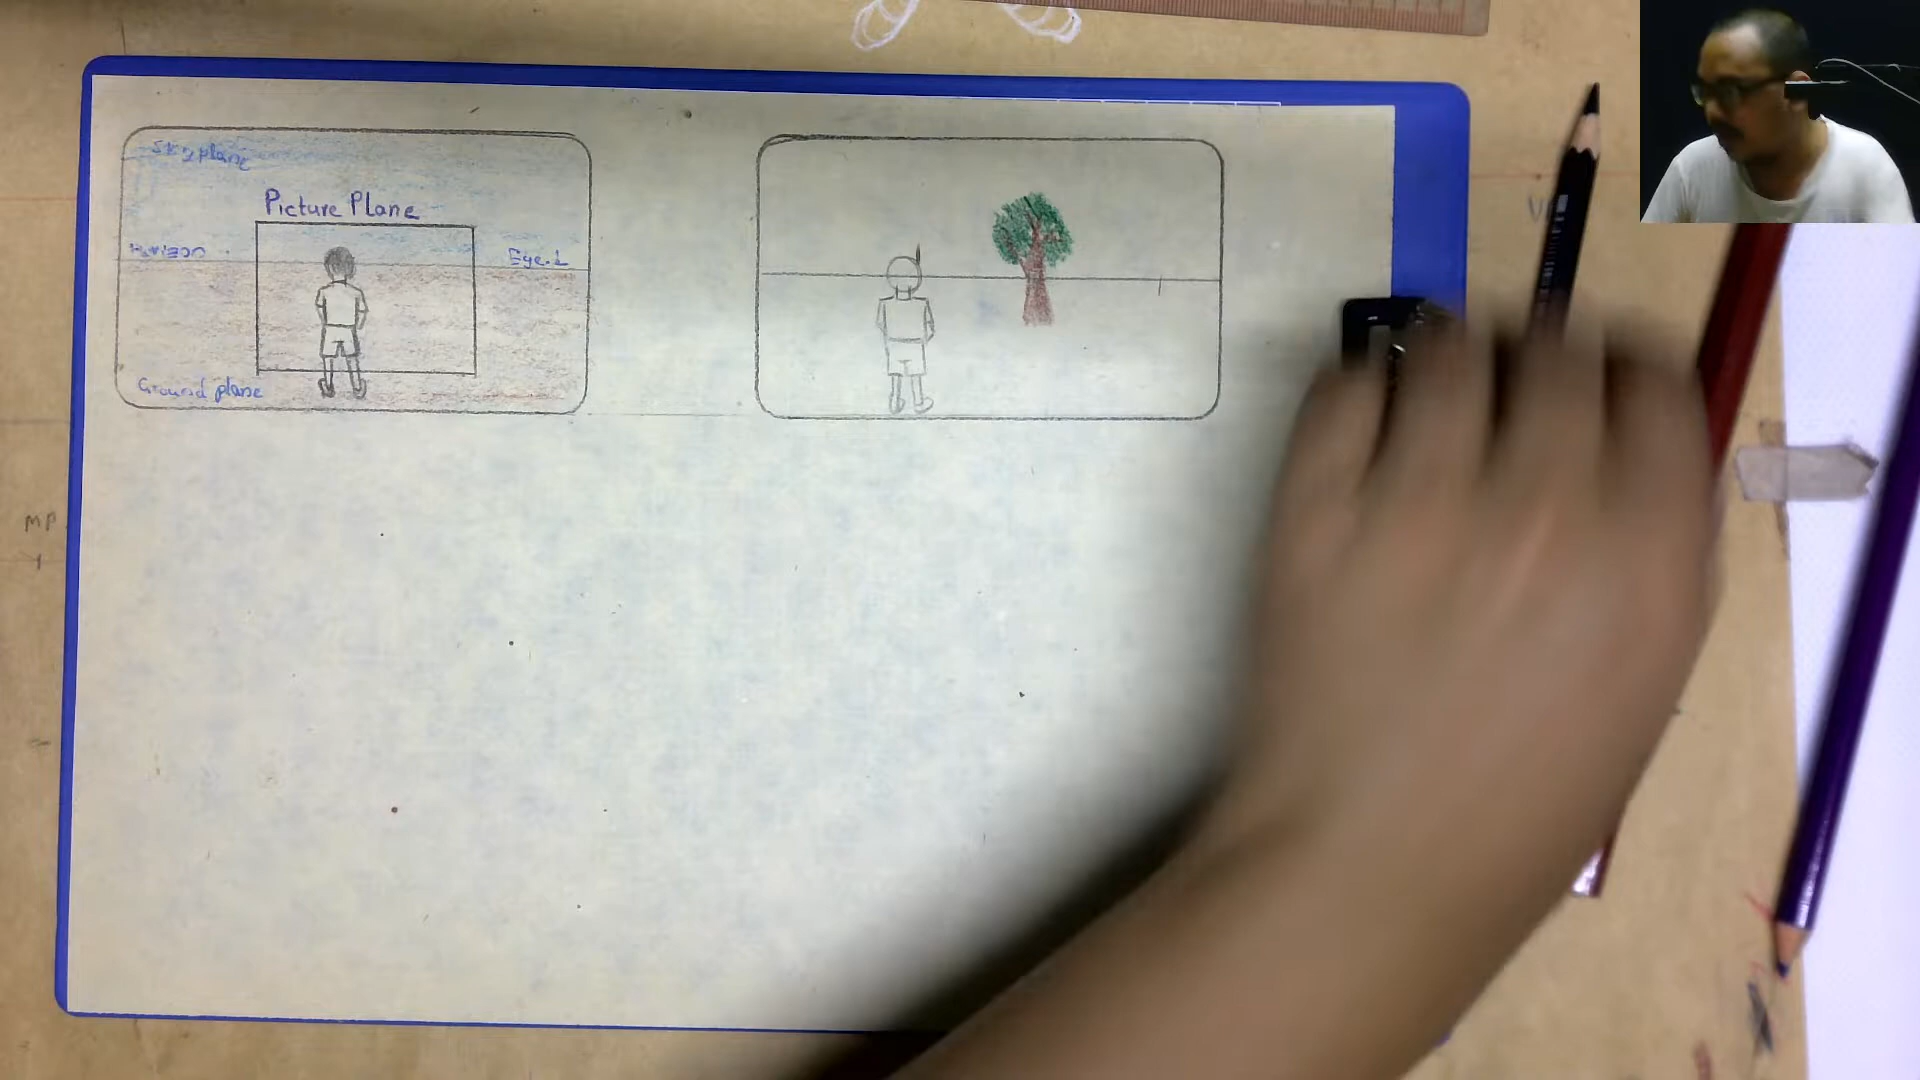 Sky plane
Picture Plane
Horizon
Eye.L
Ground plane
MP
V